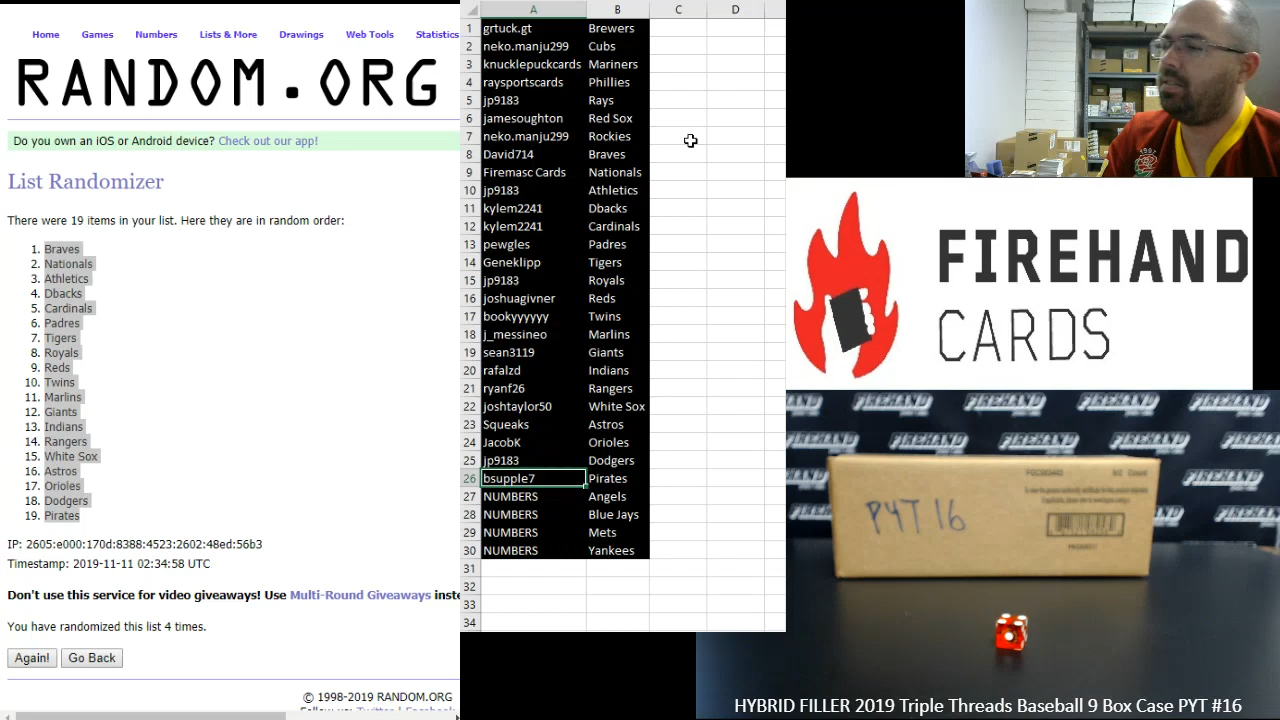 Home Games Numbers Lists & More Drawings Web Tools Statistics
RANDOM.ORG
Do you own an iOS or Android device? Check out our app!
List Randomizer
There were 19 items in your list. Here they are in random order:
1. Braves
2. Nationals
3. Athletics
4. Dbacks
5. Cardinals
6. Padres
7. Tigers
8. Royals
9. Reds
10. Twins
11. Marlins
12. Giants
13. Indians
14. Rangers
15. White Sox
16. Astros
17. Orioles
18. Dodgers
19. Pirates
IP: 2605:e000:170d:8388:4523:2602:48ed:56b3
Timestamp: 2019-11-11 02:34:58 UTC
Don't use this service for video giveaways! Use Multi-Round Giveaways inste
You have randomized this list 4 times.
Again! Go Back
© 1998-2019 RANDOM.ORG
A B C D
1 grtuck.gt Brewers
2 neko.manju299 Cubs
3 knucklepuckcards Mariners
4 raysportscards Phillies
5 jp9183 Rays
6 jamesoughton Red Sox
7 neko.manju299 Rockies
8 David714 Braves
9 Firemasc Cards Nationals
10 jp9183 Athletics
11 kylem2241 Dbacks
12 kylem2241 Cardinals
13 pewgles Padres
14 Geneklipp Tigers
15 jp9183 Royals
16 joshuagivner Reds
17 bookyyyyyy Twins
18 j_messineo Marlins
19 sean3119 Giants
20 rafalzd Indians
21 ryanf26 Rangers
22 joshtaylor50 White Sox
23 Squeaks Astros
24 JacobK Orioles
25 jp9183 Dodgers
26 bsupple7 Pirates
27 NUMBERS Angels
28 NUMBERS Blue Jays
29 NUMBERS Mets
30 NUMBERS Yankees
31
32
33
34
FIREHAND
CARDS
FIREHAND
PYT 16
HYBRID FILLER 2019 Triple Threads Baseball 9 Box Case PYT #16